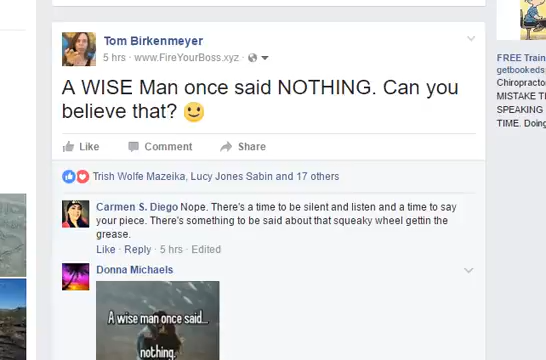 Tom Birkenmeyer
5 hrs · www.FireYourBoss.xyz ·
A WISE Man once said NOTHING. Can you
believe that? 🙂
Like Comment Share
Trish Wolfe Mazeika, Lucy Jones Sabin and 17 others
Carmen S. Diego Nope. There's a time to be silent and listen and a time to say
your piece. There's something to be said about that squeaky wheel gettin the
grease.
Like · Reply · 5 hrs · Edited
Donna Michaels
A wise man once said...
nothing.
FREE Train
getbookeds
Chiropractor
MISTAKE T
SPEAKING
TIME. Doing